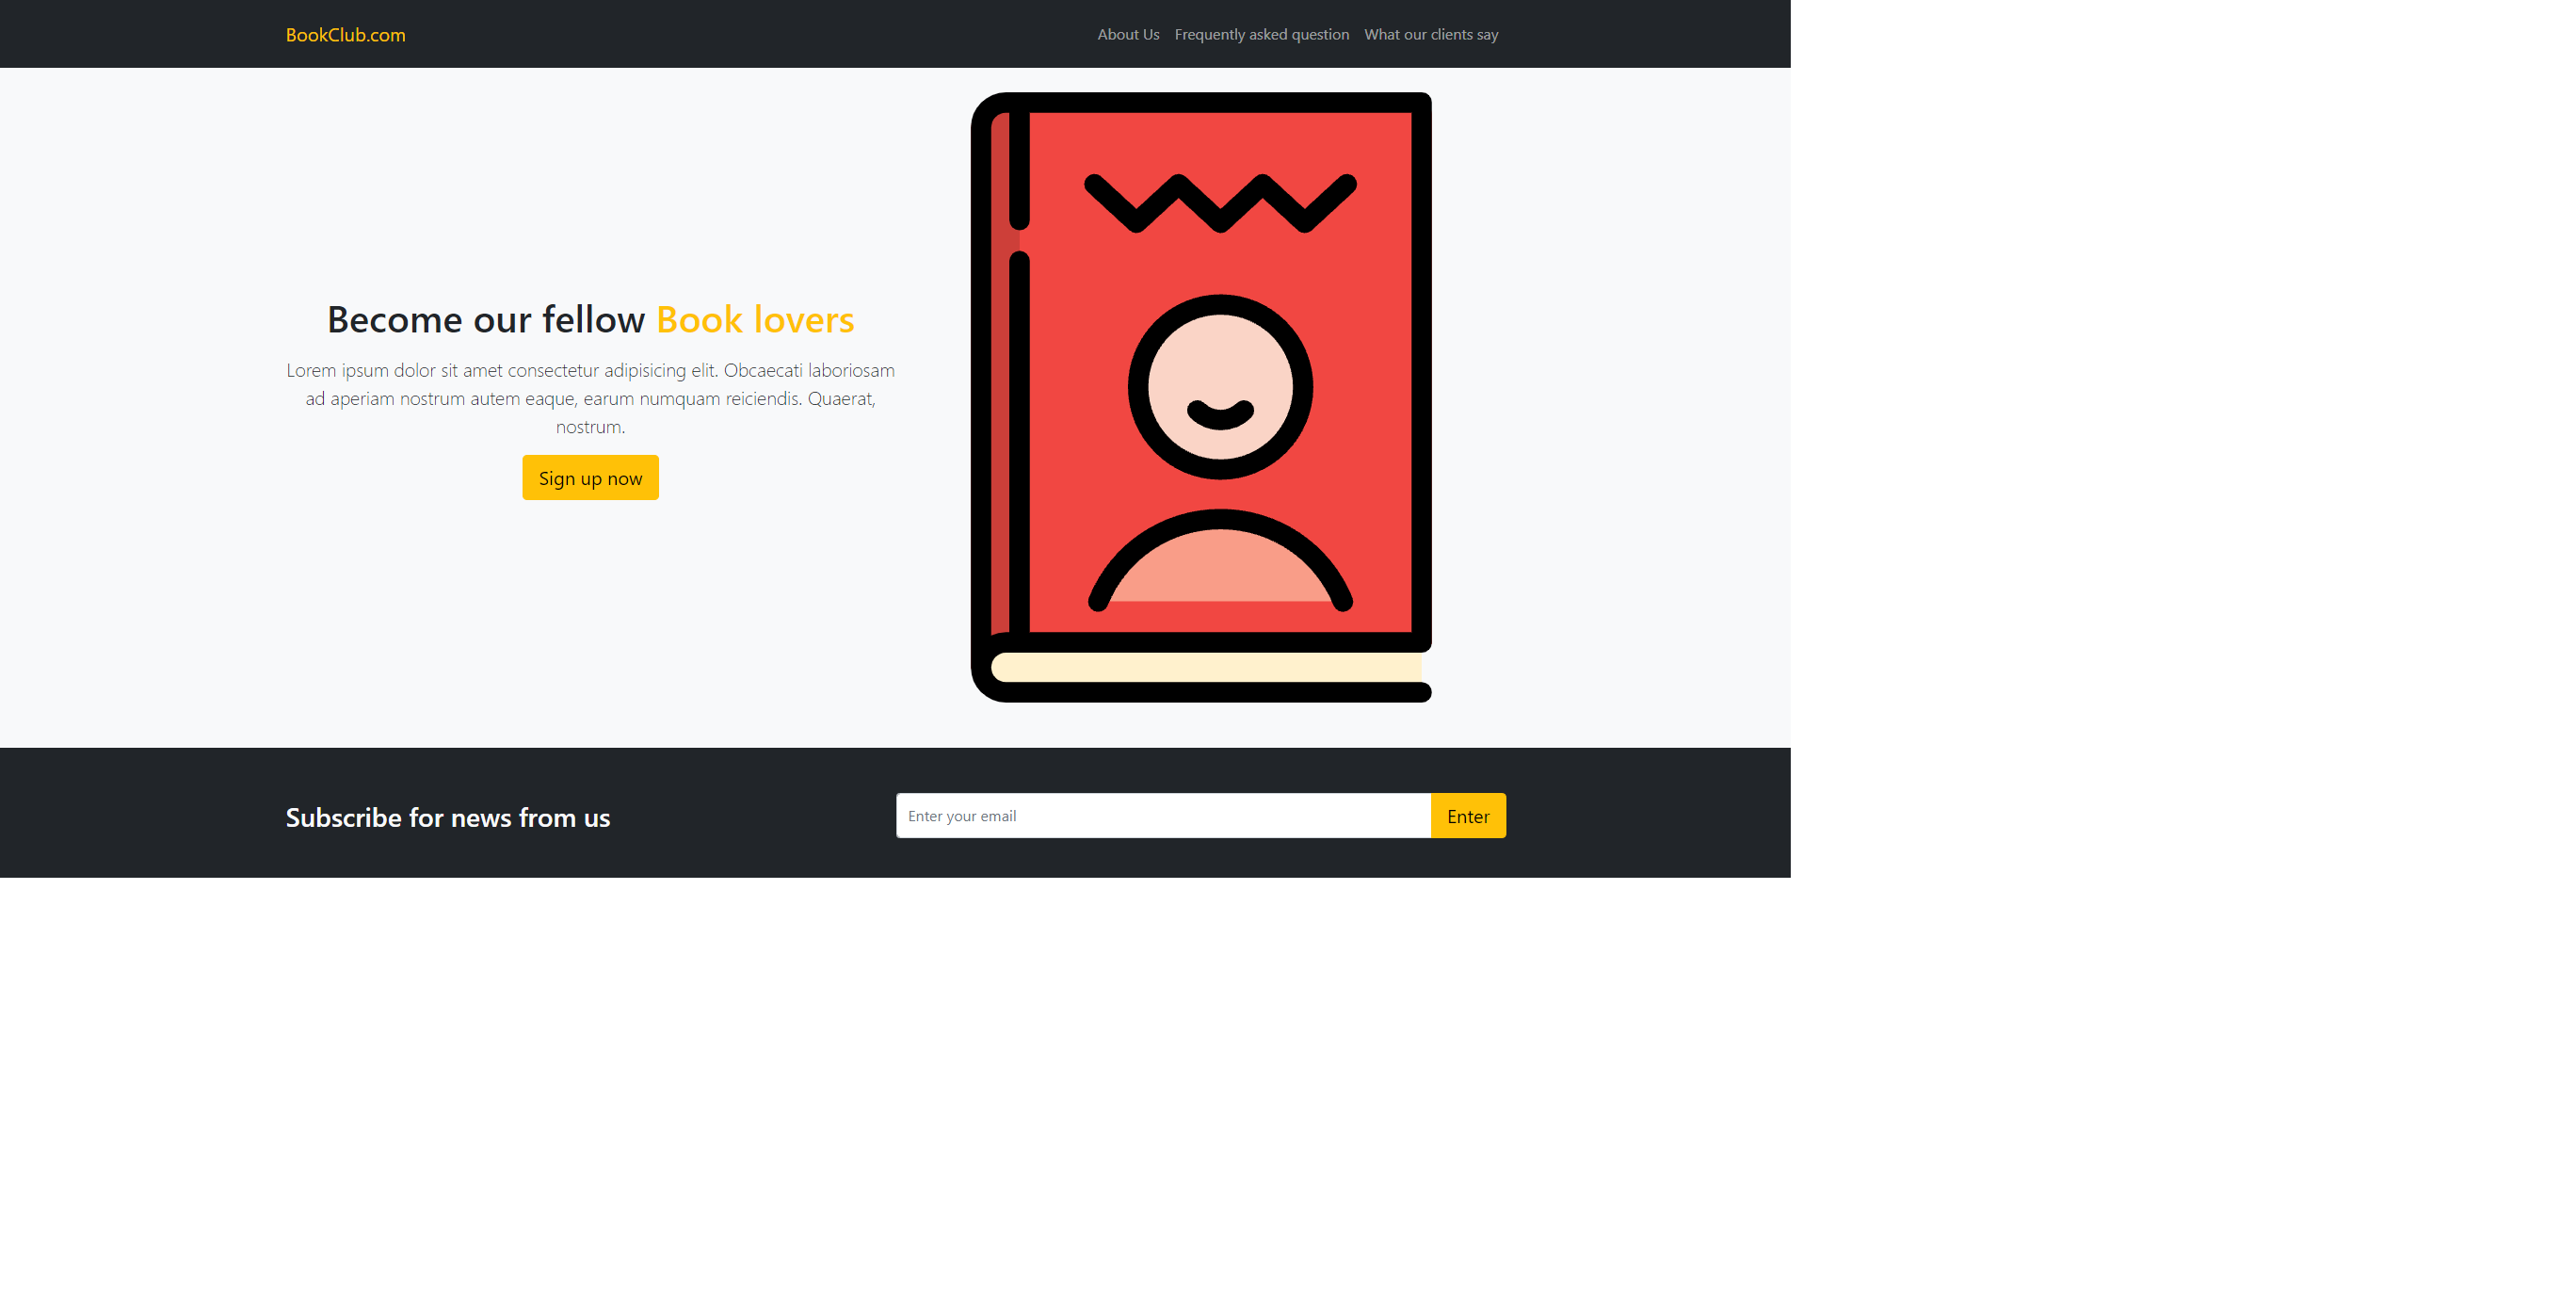 BookClub.com
About Us Frequently asked question What our clients say
Become our fellow Book lovers
Lorem ipsum dolor sit amet consectetur adipisicing elit. Obcaecati laboriosam
ad aperiam nostrum autem eaque, earum numquam reiciendis. Quaerat,
nostrum.
Sign up now
Subscribe for news from us
Enter your email
Enter